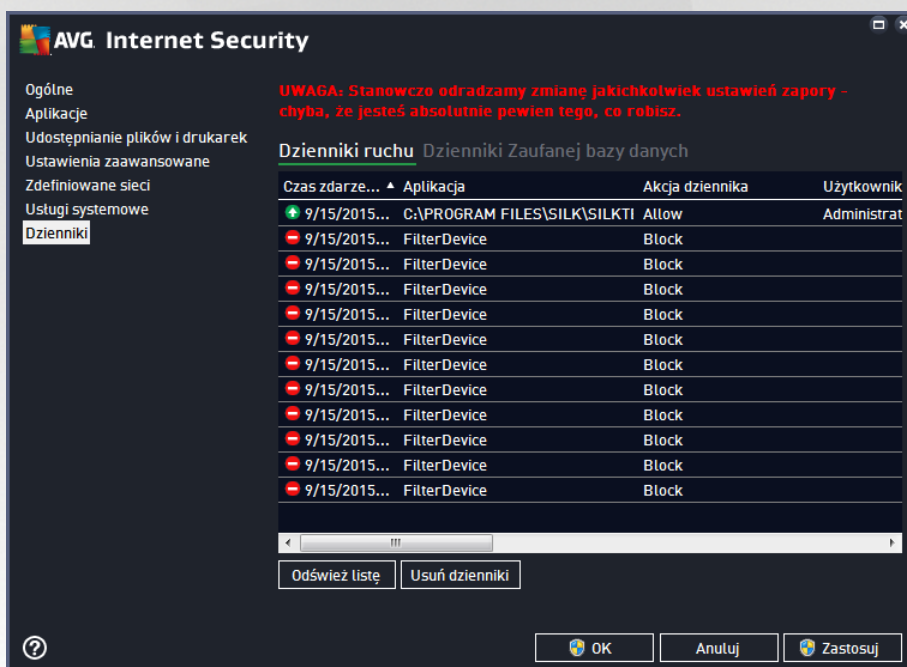 AVG Internet Security
Ogólne
Aplikacje
Udostępnianie plików i drukarek
Ustawienia zaawansowane
Zdefiniowane sieci
Usługi systemowe
Dzienniki
UWAGA: Stanowczo odradzamy zmianę jakichkolwiek ustawień zapory -
chyba, że jesteś absolutnie pewien tego, co robisz.
Dzienniki ruchu Dzienniki Zaufanej bazy danych
Czas zdarze... Aplikacja Akcja dziennika Użytkownik
9/15/2015... C:\PROGRAM FILES\SILK\SILKTI Allow Administrat
9/15/2015... FilterDevice Block
9/15/2015... FilterDevice Block
9/15/2015... FilterDevice Block
9/15/2015... FilterDevice Block
9/15/2015... FilterDevice Block
9/15/2015... FilterDevice Block
9/15/2015... FilterDevice Block
9/15/2015... FilterDevice Block
9/15/2015... FilterDevice Block
9/15/2015... FilterDevice Block
9/15/2015... FilterDevice Block
Odśwież listę Usuń dzienniki
OK Anuluj Zastosuj